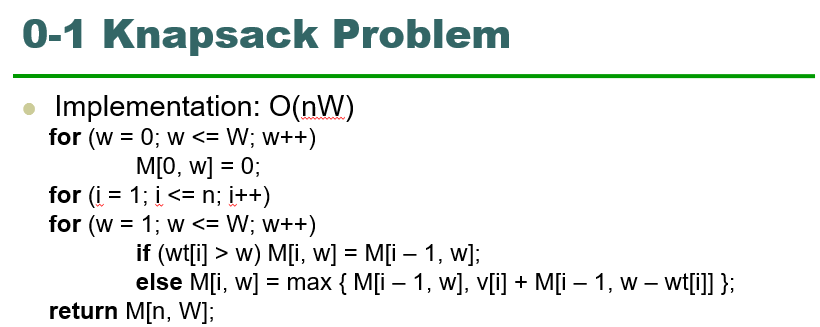 0-1 Knapsack Problem
Implementation: O(nW)
for (w = 0; w <= W; w++)
M[0, w] = 0;
for (i = 1; i <= n; i++)
for (w = 1; w <= W; w++)
if (wt[i] > w) M[i, w] = M[i – 1, w];
else M[i, w] = max { M[i – 1, w], v[i] + M[i – 1, w – wt[i]] };
return M[n, W];